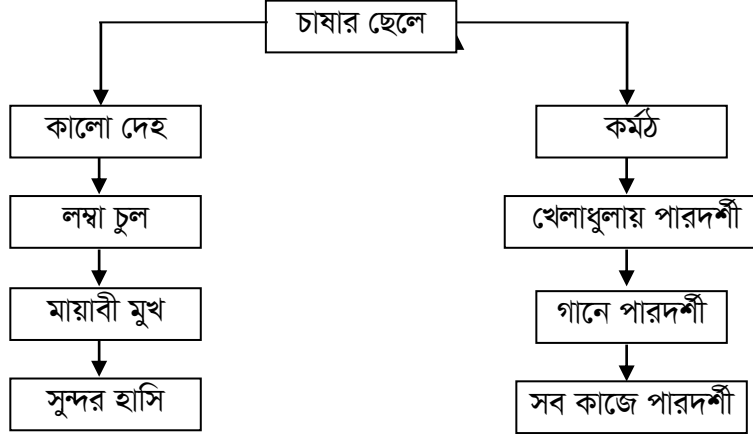 চাষার ছেলে
কালো দেহ
লম্বা চুল
মায়াবী মুখ
সুন্দর হাসি
কর্মঠ
খেলাধুলায় পারদর্শী
গানে পারদর্শী
সব কাজে পারদর্শী